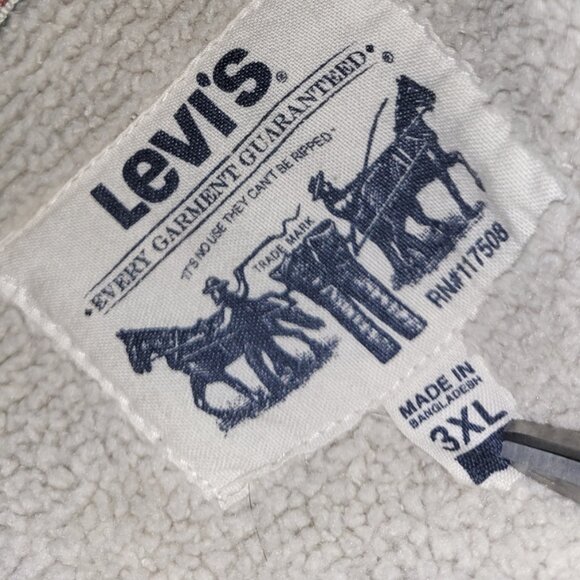 Levi's®
• EVERY GARMENT GUARANTEED • ®
"IT'S NO USE THEY CAN'T BE RIPPED."
TRADE MARK
RN#117508
MADE IN
BANGLADESH
3XL